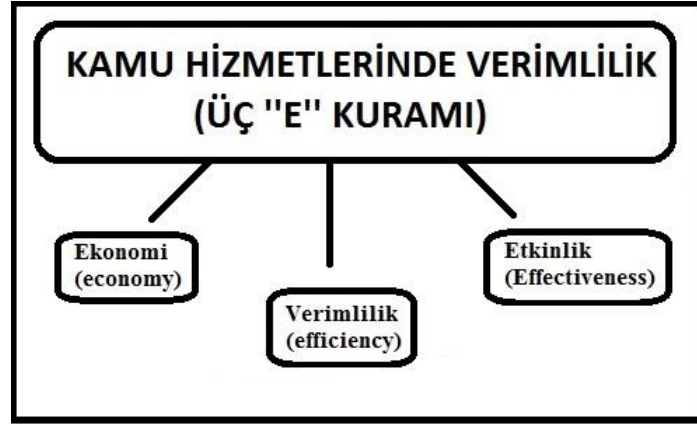 KAMU HİZMETLERİNDE VERİMLİLİK
(ÜÇ "E" KURAMI)
Ekonomi
(economy)
Verimlilik
(efficiency)
Etkinlik
(Effectiveness)